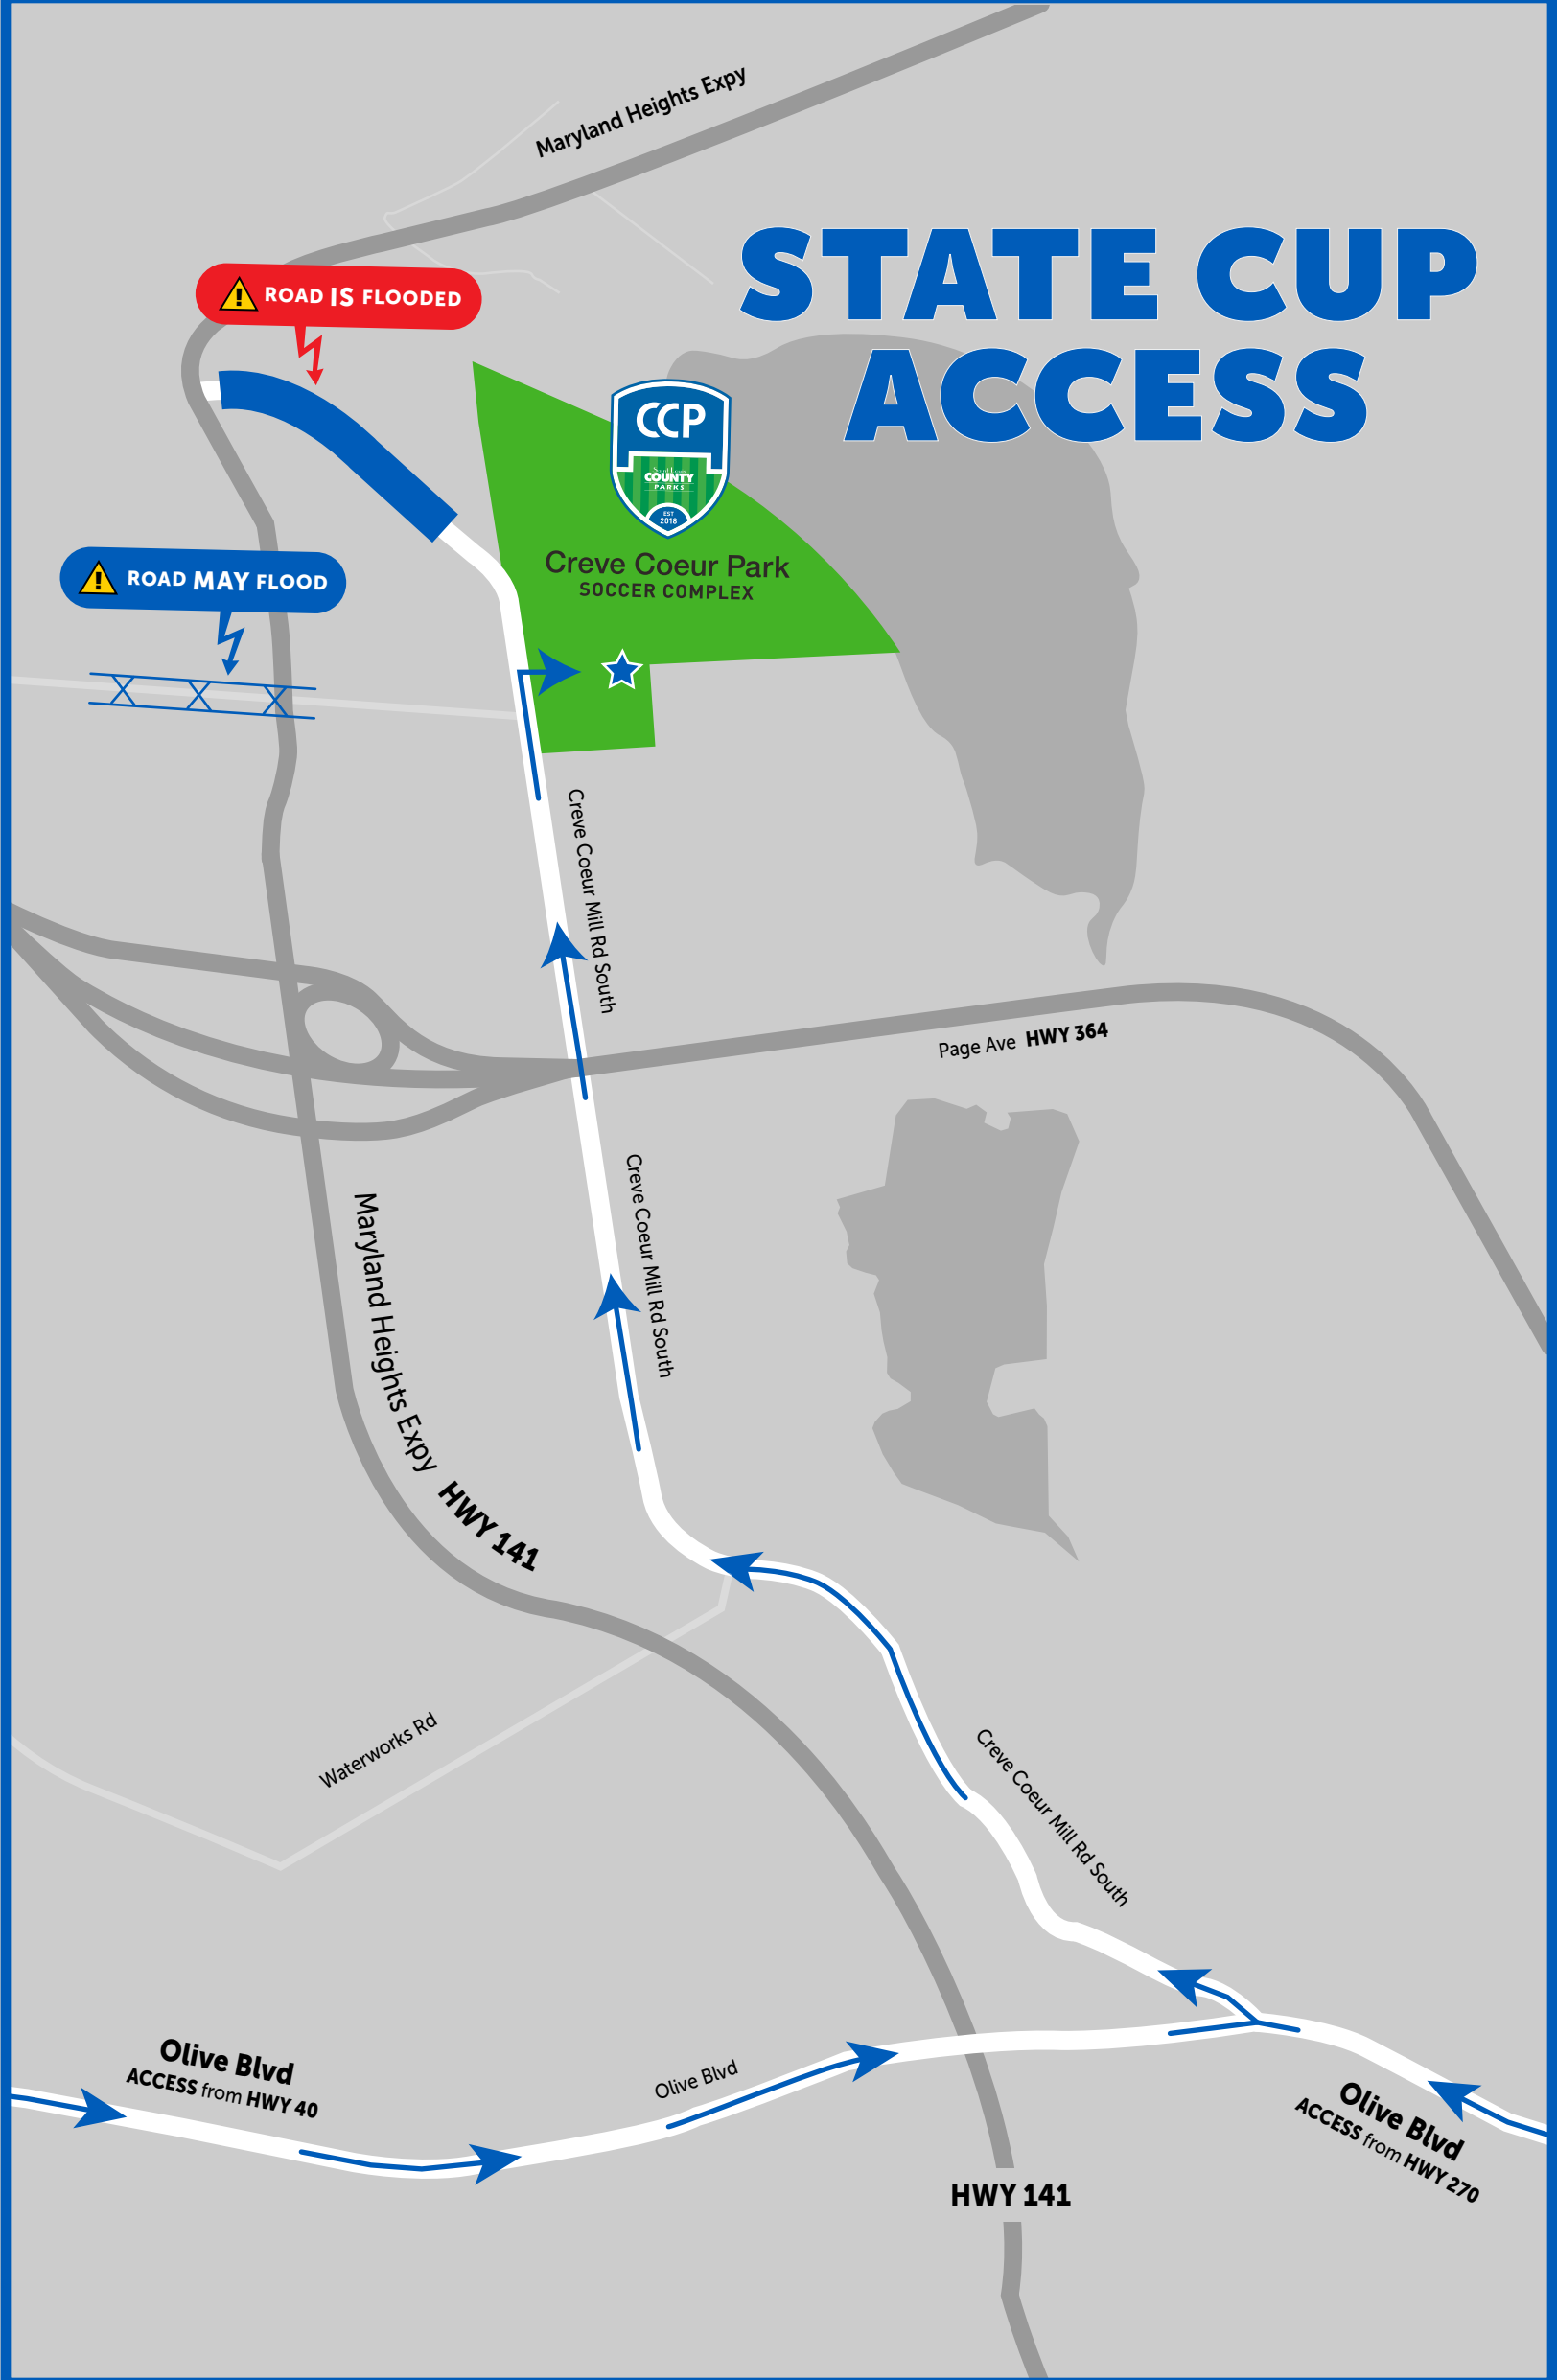 Maryland Heights Expy
STATE CUP
ACCESS
! ROAD IS FLOODED
CCP
COUNTY
PARKS
EST
2018
Creve Coeur Park
SOCCER COMPLEX
! ROAD MAY FLOOD
Creve Coeur Mill Rd South
Page Ave HWY 364
Creve Coeur Mill Rd South
Maryland Heights Expy HWY 141
Waterworks Rd
Creve Coeur Mill Rd South
Olive Blvd
ACCESS from HWY 40
Olive Blvd
Olive Blvd
ACCESS from HWY 270
HWY 141